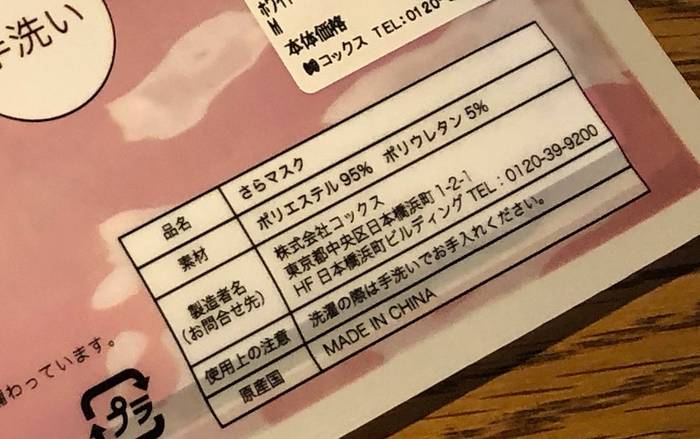 手洗い
M
本体価格
コックス TEL:0120-
品名 さらマスク
素材 ポリエステル 95% ポリウレタン 5%
製造者名
(お問合せ先)
株式会社コックス
東京都中央区日本橋浜町 1-2-1
HF 日本橋浜町ビルディング TEL : 0120-39-9200
使用上の注意 洗濯の際は手洗いでお手入れください。
原産国 MADE IN CHINA
わっています。
プラ